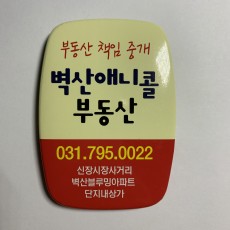 부동산 책임 중개
벽산애니콜
부동산
031.795.0022
신장시장사거리
벽산블루밍아파트
단지내상가